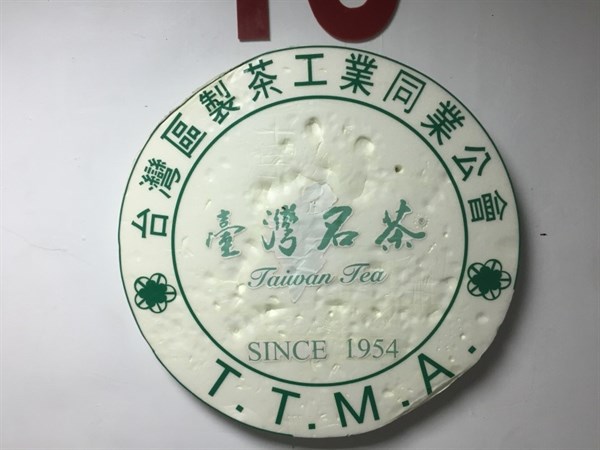 台灣區製茶工業同業公會
臺灣名茶
Taiwan Tea
SINCE 1954
T.T.M.A.